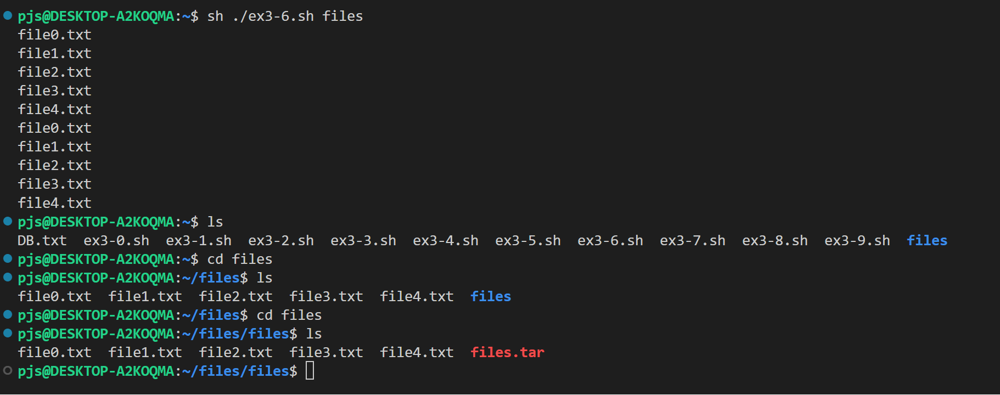 pjs@DESKTOP-A2KOQMA:~$ sh ./ex3-6.sh files
file0.txt
file1.txt
file2.txt
file3.txt
file4.txt
file0.txt
file1.txt
file2.txt
file3.txt
file4.txt
pjs@DESKTOP-A2KOQMA:~$ ls
DB.txt  ex3-0.sh  ex3-1.sh  ex3-2.sh  ex3-3.sh  ex3-4.sh  ex3-5.sh  ex3-6.sh  ex3-7.sh  ex3-8.sh  ex3-9.sh  files
pjs@DESKTOP-A2KOQMA:~$ cd files
pjs@DESKTOP-A2KOQMA:~/files$ ls
file0.txt  file1.txt  file2.txt  file3.txt  file4.txt  files
pjs@DESKTOP-A2KOQMA:~/files$ cd files
pjs@DESKTOP-A2KOQMA:~/files/files$ ls
file0.txt  file1.txt  file2.txt  file3.txt  file4.txt  files.tar
pjs@DESKTOP-A2KOQMA:~/files/files$